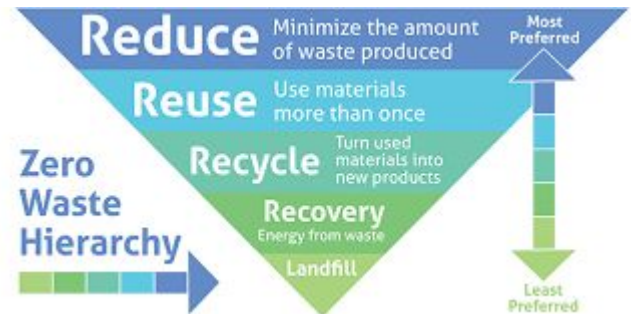 Reduce
Minimize the amount
of waste produced
Most
Preferred
Reuse
Use materials
more than once
Recycle
Turn used
materials into
new products
Zero
Waste
Hierarchy
Recovery
Energy from waste
Landfill
Least
Preferred